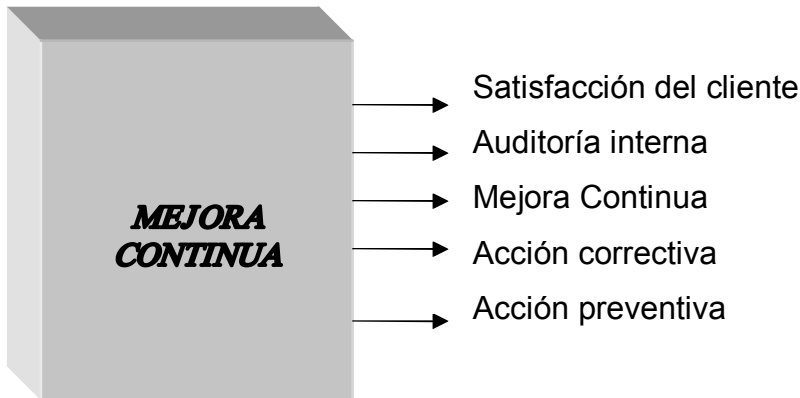 MEJORA
CONTINUA
Satisfacción del cliente
Auditoría interna
Mejora Continua
Acción correctiva
Acción preventiva